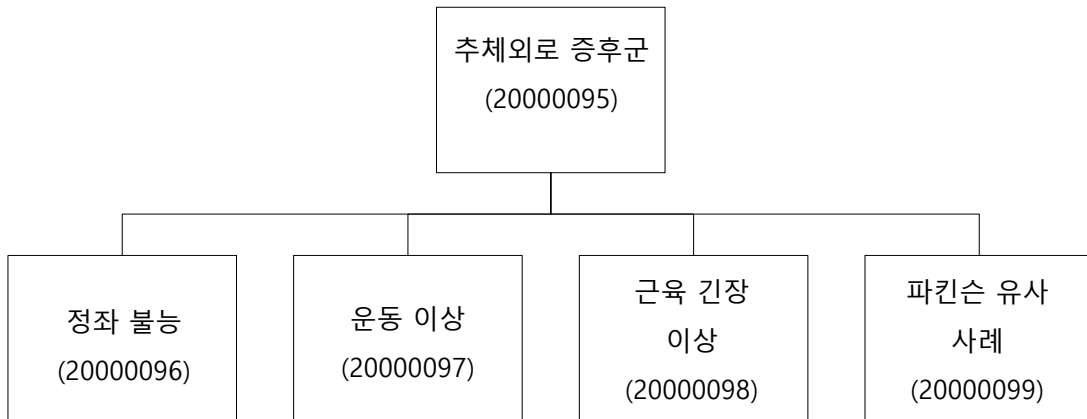 추체외로 증후군
(20000095)
정좌 불능
(20000096)
운동 이상
(20000097)
근육 긴장
이상
(20000098)
파킨슨 유사
사례
(20000099)